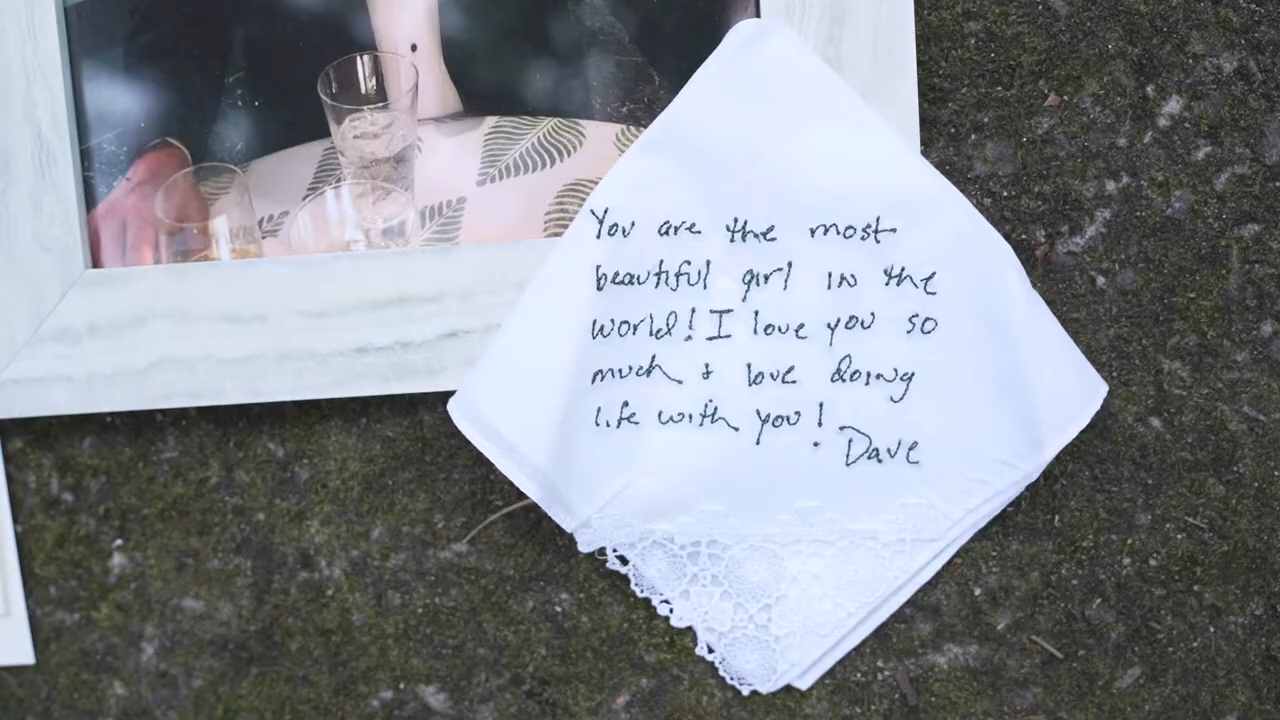 You are the most
beautiful girl in the
world! I love you so
much & love doing
life with you!
Dave